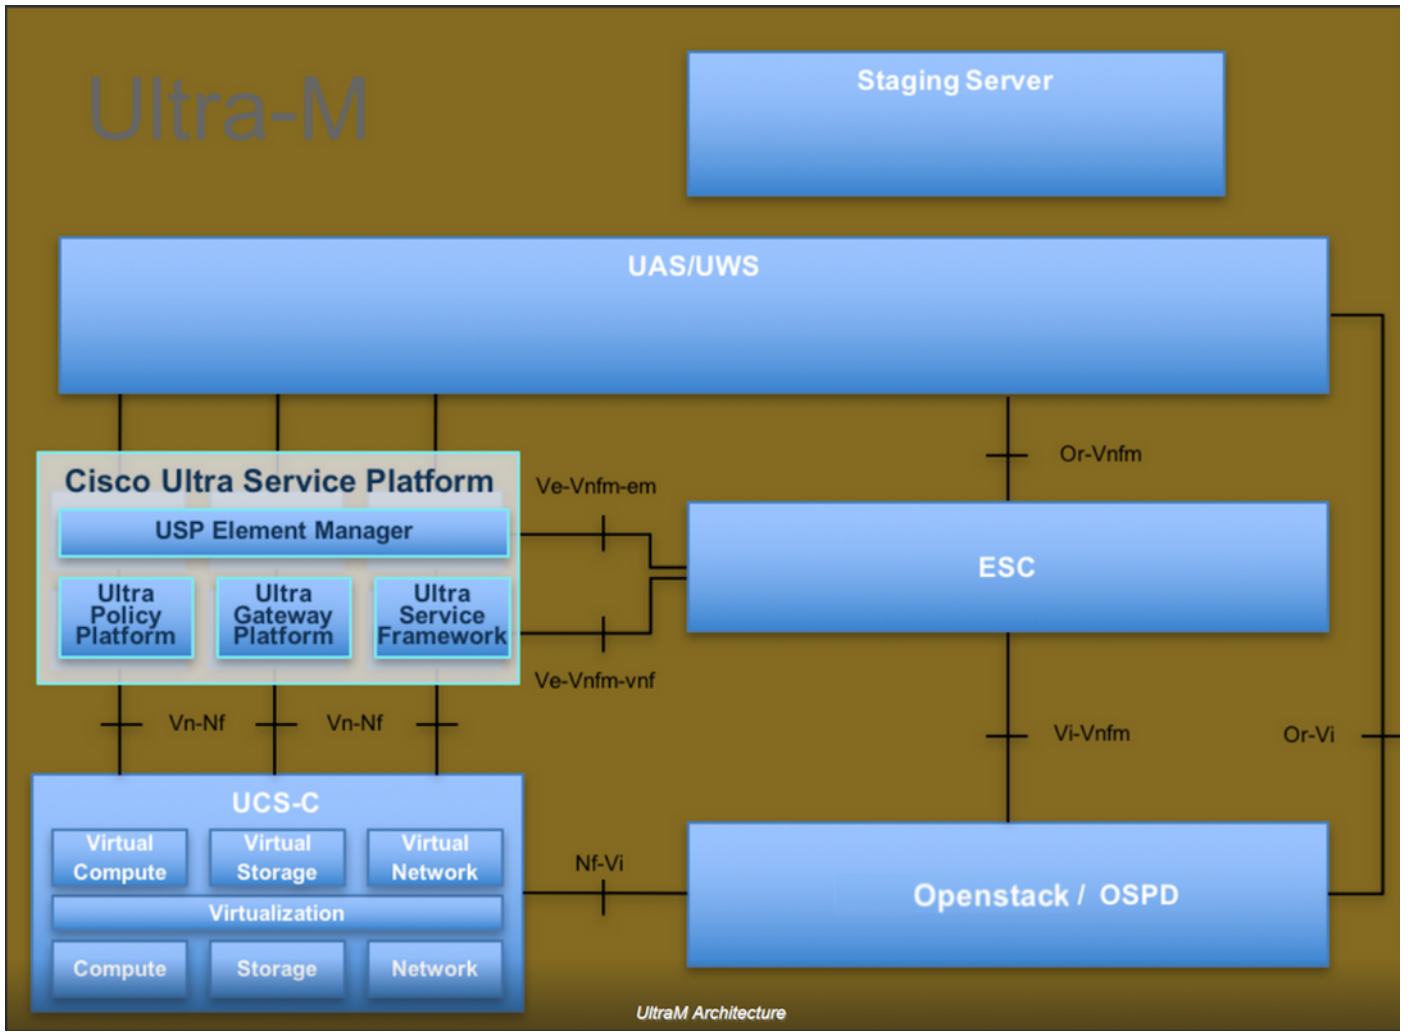 Ultra-M
Staging Server
UAS/UWS
Or-Vnfm
Cisco Ultra Service Platform
Ve-Vnfm-em
USP Element Manager
ESC
Ultra
Policy
Platform
Ultra
Gateway
Platform
Ultra
Service
Framework
Ve-Vnfm-vnf
Vn-Nf
Vn-Nf
Vi-Vnfm
Or-Vi
UCS-C
Virtual
Compute
Virtual
Storage
Virtual
Network
Nf-Vi
Openstack / OSPD
Virtualization
Compute
Storage
Network
UltraM Architecture